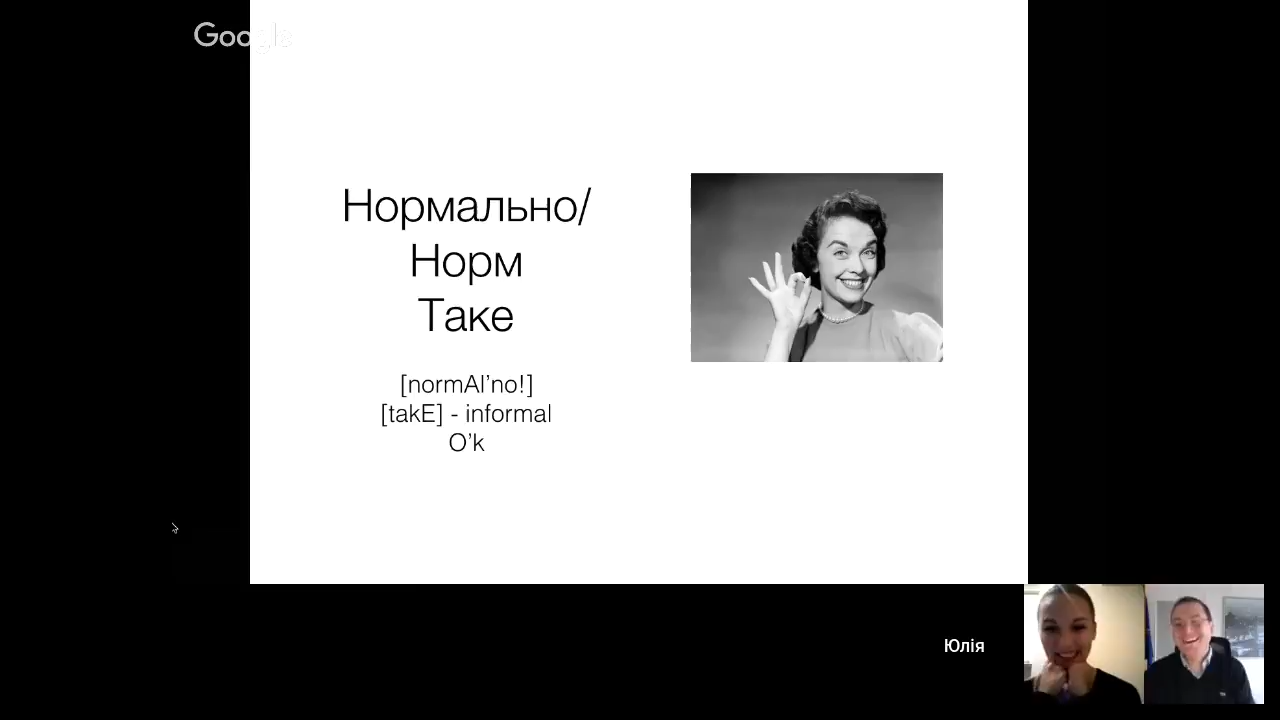 Google
Нормально/
Норм
Таке
[normAl’no!]
[takE] - informal
O’k
Юлія